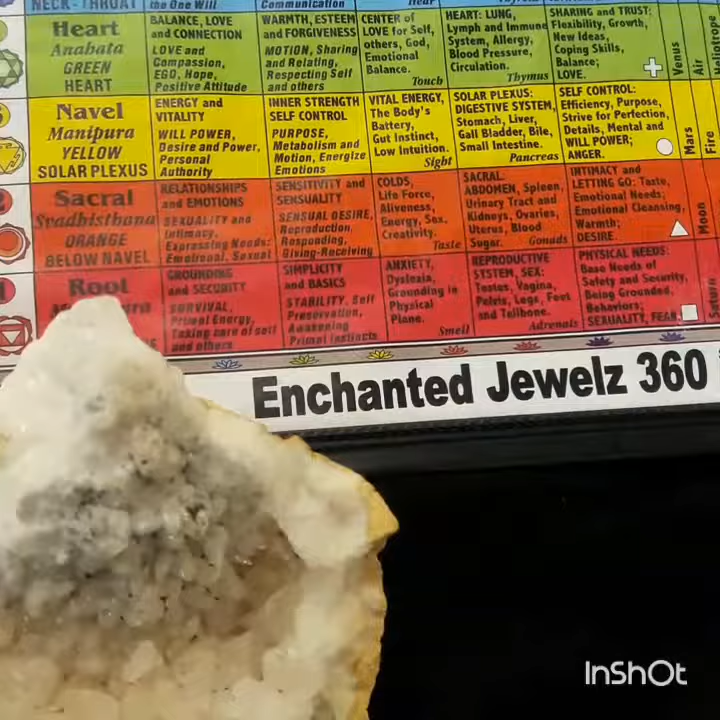 NECK - THROAT
the One Will
Communication
Hear
Heart
Anahata
GREEN
HEART
BALANCE, LOVE
and CONNECTION
LOVE and
Compassion,
EGO, Hope,
Positive Attitude
WARMTH, ESTEEM
and FORGIVENESS
MOTION, Sharing
and Relating,
Respecting Self
and others
CENTER of
LOVE for Self,
others, God,
Emotional
Balance.
Touch
HEART: LUNG,
Lymph and Immune
System, Allergy,
Blood Pressure,
Circulation.
Thymus
SHARING and TRUST:
Flexibility, Growth,
New Ideas,
Coping Skills,
Balance;
LOVE.
Venus
Air
Navel
Manipura
YELLOW
SOLAR PLEXUS
ENERGY and
VITALITY
WILL POWER,
Desire and Power,
Personal
Authority
INNER STRENGTH
SELF CONTROL
PURPOSE,
Metabolism and
Motion, Energize
Emotions
VITAL ENERGY,
The Body's
Battery,
Gut Instinct,
Low Intuition.
Sight
SOLAR PLEXUS:
DIGESTIVE SYSTEM,
Stomach, Liver,
Gall Bladder, Bile,
Small Intestine.
Pancreas
SELF CONTROL:
Efficiency, Purpose,
Strive for Perfection,
Details, Mental and
WILL POWER;
ANGER.
Mars
Fire
2
Sacral
Svadhisthana
ORANGE
BELOW NAVEL
RELATIONSHIPS
and EMOTIONS
SEXUALITY and
Intimacy,
Expressing Needs:
Emotional, Sexual
SENSITIVITY and
SENSUALITY
SENSUAL DESIRE,
Reproduction,
Responding,
Giving-Receiving
COLDS,
Life Force,
Aliveness,
Energy, Sex,
Creativity.
Taste
SACRAL:
ABDOMEN, Spleen,
Urinary Tract and
Kidneys, Ovaries,
Uterus, Blood
Sugar.
Gonads
INTIMACY and
LETTING GO: Taste,
Emotional Needs;
Emotional Cleansing,
Warmth;
DESIRE.
Moon
1
Root
GROUNDING
and SECURITY
SURVIVAL,
Primal Energy,
Taking care of self
and others
SIMPLICITY
and BASICS
STABILITY, Self
Preservation,
Awakening
Primal Instincts
ANXIETY,
Dyslexia,
Grounding in
Physical
Plane.
Smell
REPRODUCTIVE
SYSTEM, SEX:
Testes, Vagina,
Pelvis, Legs, Feet
and Tailbone.
Adrenals
PHYSICAL NEEDS:
Base Needs of
Safety and Security,
Being Grounded,
Behaviors;
SEXUALITY, FEAR.
Saturn
Enchanted Jewelz 360
InShOt